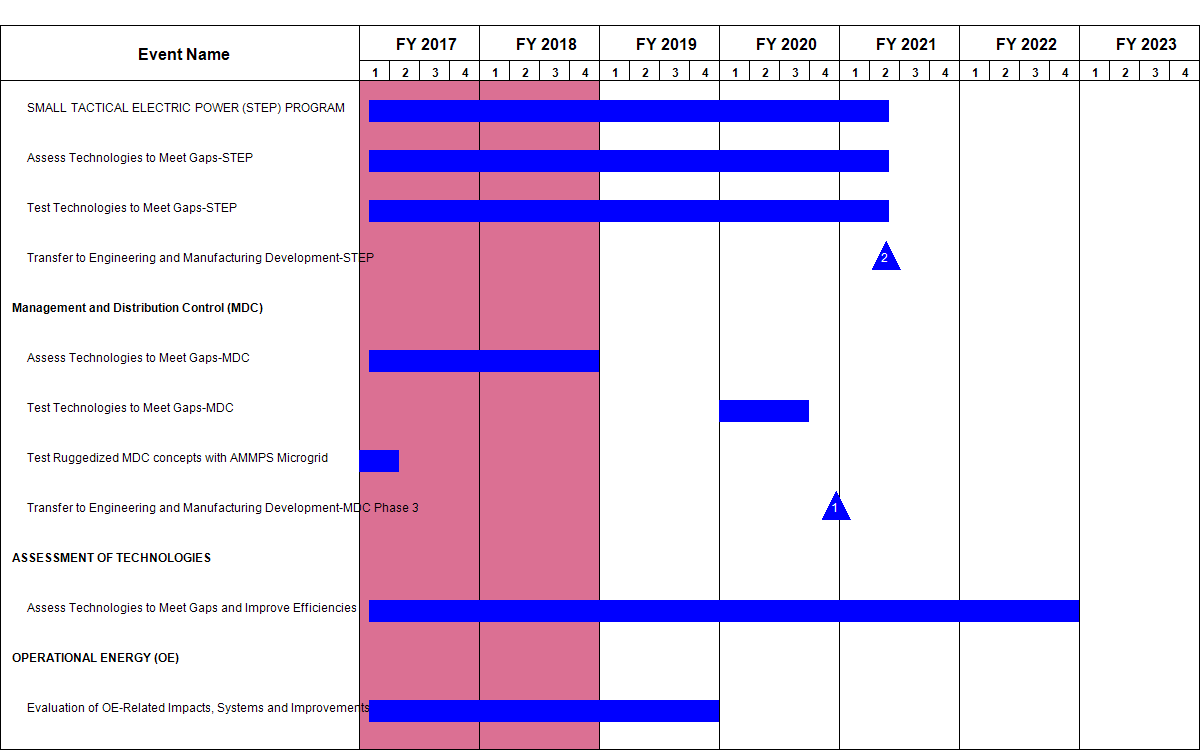 Event Name FY 2017 FY 2018 FY 2019 FY 2020 FY 2021 FY 2022 FY 2023
1 2 3 4 1 2 3 4 1 2 3 4 1 2 3 4 1 2 3 4 1 2 3 4 1 2 3 4
SMALL TACTICAL ELECTRIC POWER (STEP) PROGRAM
Assess Technologies to Meet Gaps-STEP
Test Technologies to Meet Gaps-STEP
Transfer to Engineering and Manufacturing Development-STEP 2
Management and Distribution Control (MDC)
Assess Technologies to Meet Gaps-MDC
Test Technologies to Meet Gaps-MDC
Test Ruggedized MDC concepts with AMMPS Microgrid
Transfer to Engineering and Manufacturing Development-MDC Phase 3 1
ASSESSMENT OF TECHNOLOGIES
Assess Technologies to Meet Gaps and Improve Efficiencies
OPERATIONAL ENERGY (OE)
Evaluation of OE-Related Impacts, Systems and Improvements